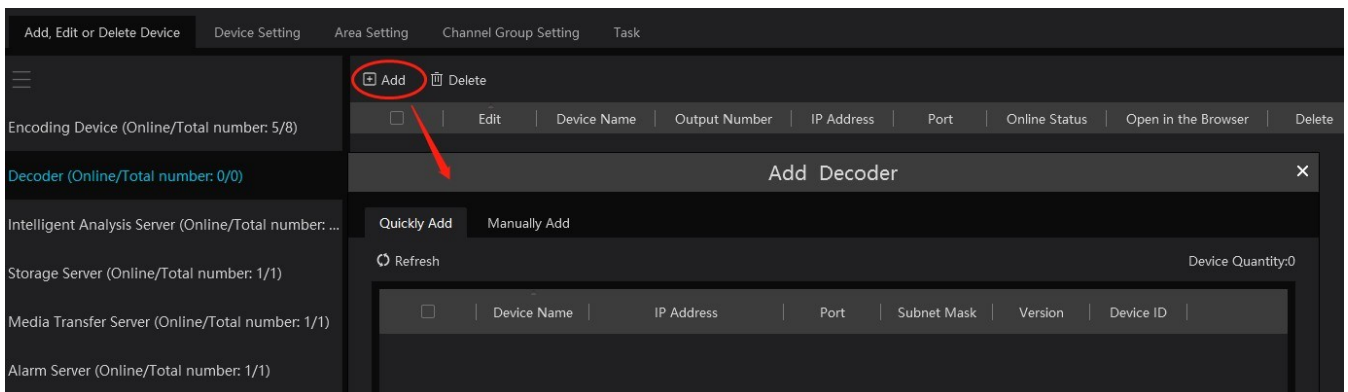 Add, Edit or Delete Device Device Setting Area Setting Channel Group Setting Task
Add Delete
Encoding Device (Online/Total number: 5/8)
Edit Device Name Output Number IP Address Port Online Status Open in the Browser Delete
Decoder (Online/Total number: 0/0)
Add Decoder
Intelligent Analysis Server (Online/Total number: ...
Quickly Add Manually Add
Refresh Device Quantity:0
Storage Server (Online/Total number: 1/1)
Device Name IP Address Port Subnet Mask Version Device ID
Media Transfer Server (Online/Total number: 1/1)
Alarm Server (Online/Total number: 1/1)